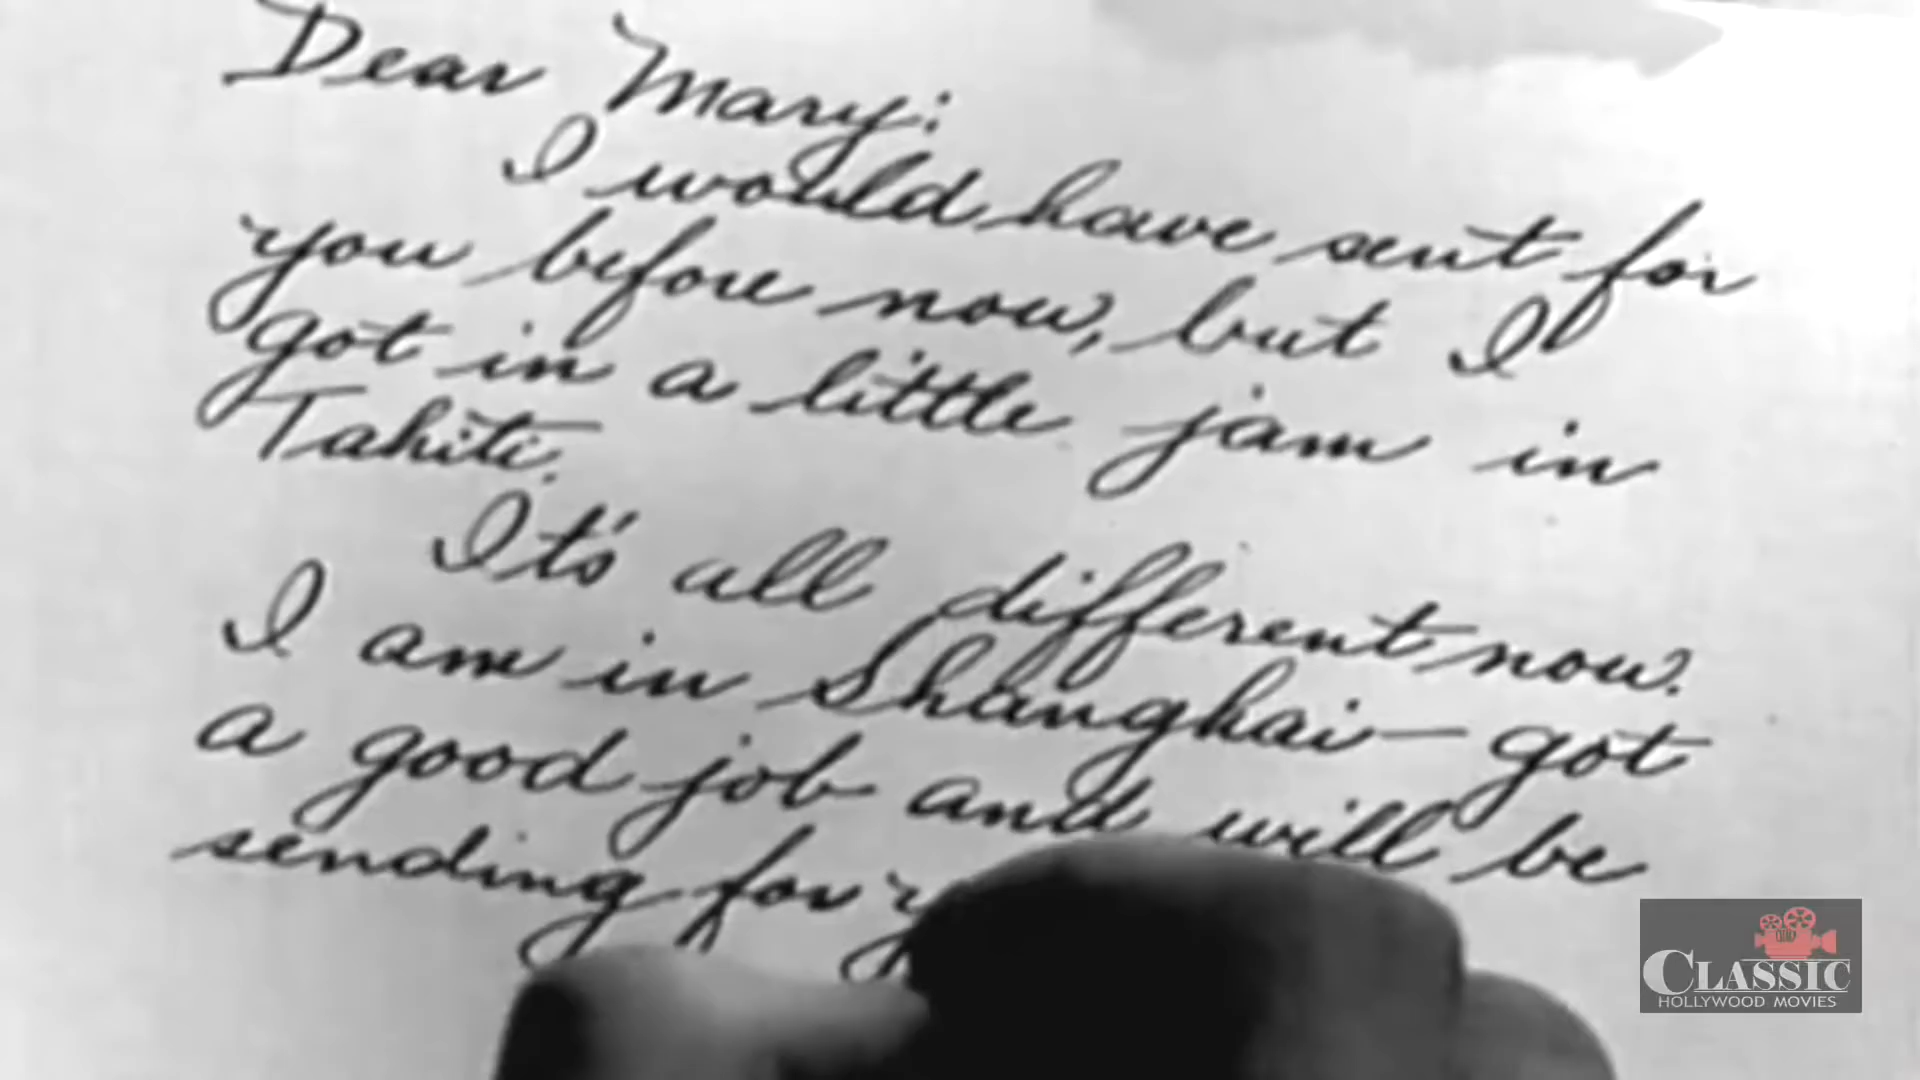 Dear Mary:
I would have sent for
you before now, but I
got in a little jam in
Tahiti.
It's all different now.
I am in Shanghai — got
a good job and will be
sending for
CLASSIC
HOLLYWOOD MOVIES